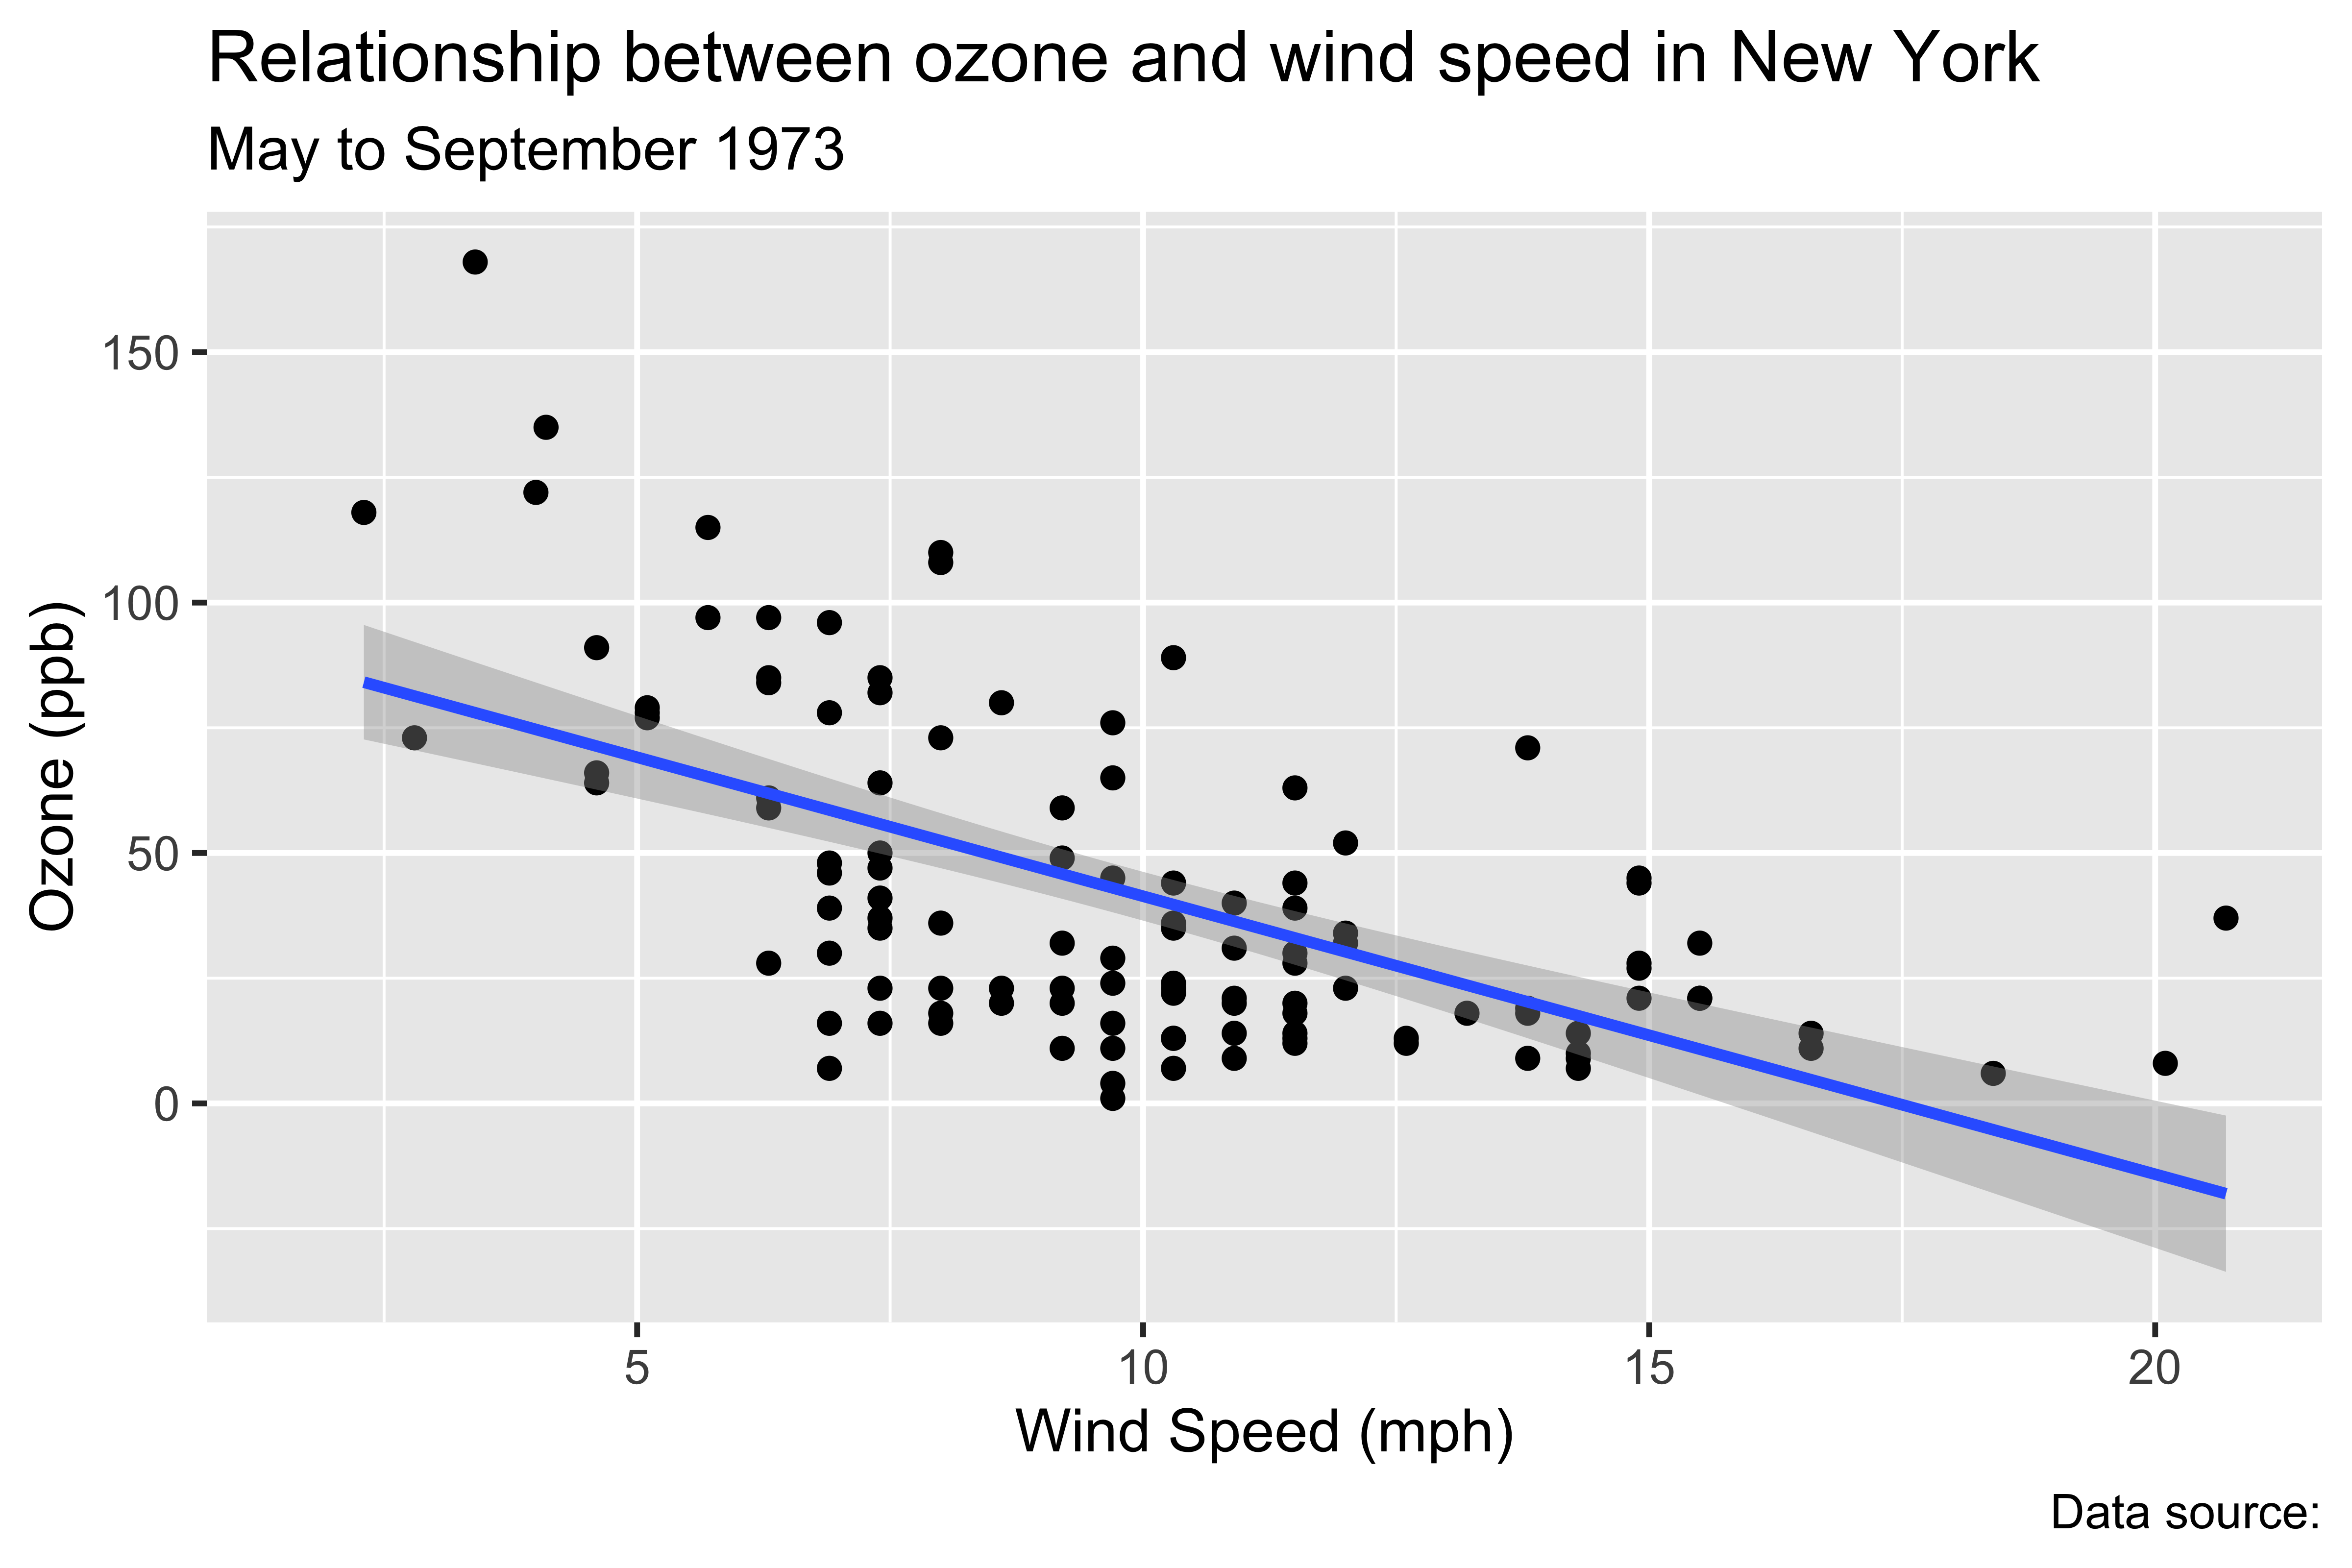 Relationship between ozone and wind speed in New York
May to September 1973
Ozone (ppb)
150
100
50
0
5 10 15 20
Wind Speed (mph)
Data source: